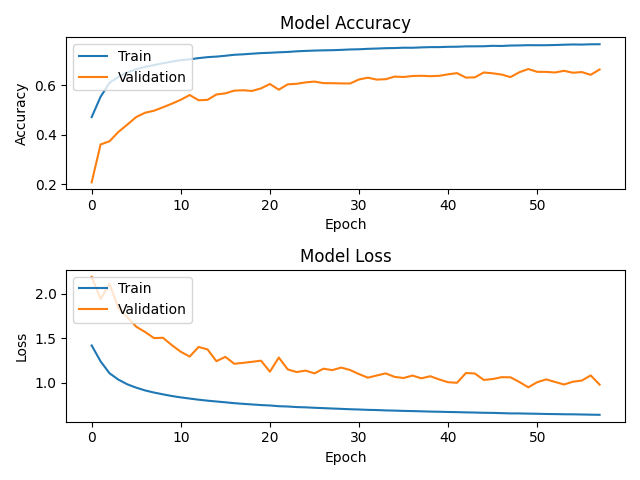 Model Accuracy
Train
Validation
0.6
0.4
0.2
Accuracy
0 10 20 30 40 50
Epoch
Model Loss
Train
Validation
2.0
1.5
1.0
Loss
0 10 20 30 40 50
Epoch